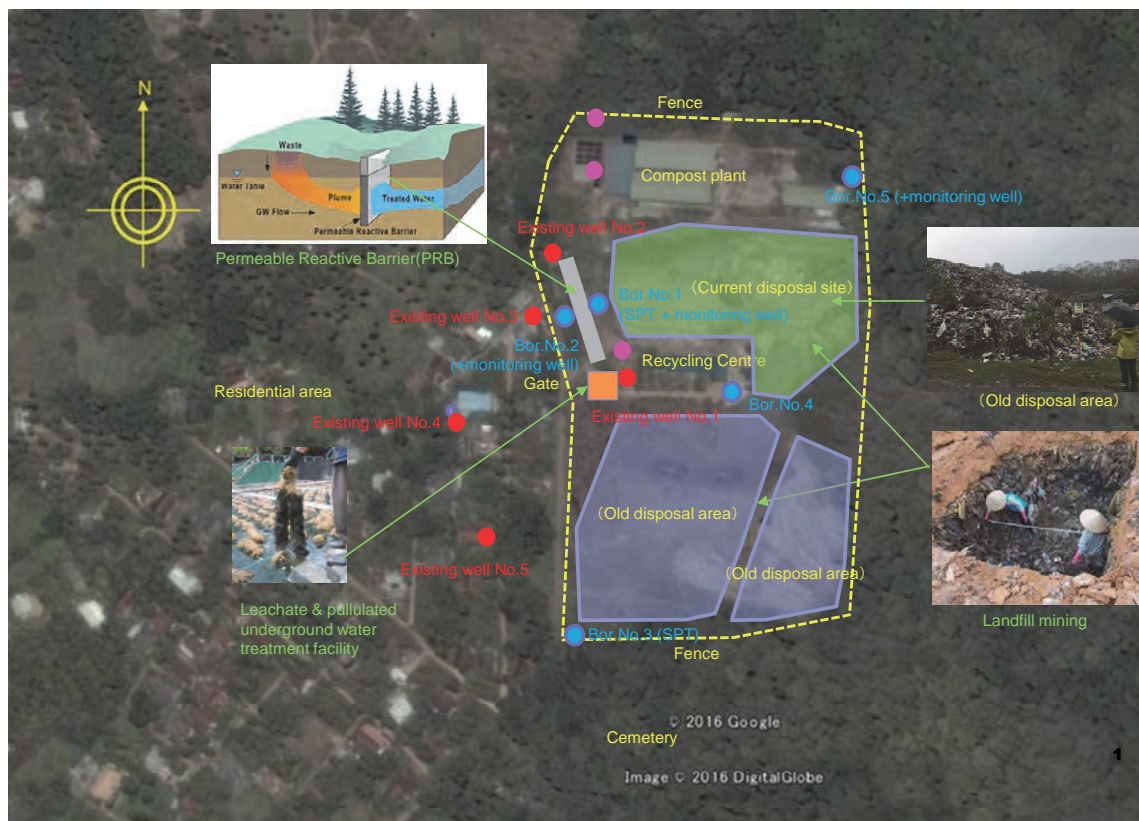 N
Waste
Water Table
Plume
Treated Water
GW Flow
Permeable Reactive Barrier
Permeable Reactive Barrier(PRB)
Fence
Compost plant
Bor.No.5 (+monitoring well)
Existing well No.2
(Current disposal site)
Bor.No.1
(SPT + monitoring well)
Existing well No.3
Bor.No.2
(+monitoring well)
Recycling Centre
Gate
Residential area
Bor.No.4
(Old disposal area)
Existing well No.1
Existing well No.4
(Old disposal area)
Existing well No.5
(Old disposal area)
Leachate & pullulated
underground water
treatment facility
Landfill mining
Bor.No.3 (SPT)
Fence
© 2016 Google
Cemetery
1
Image © 2016 DigitalGlobe